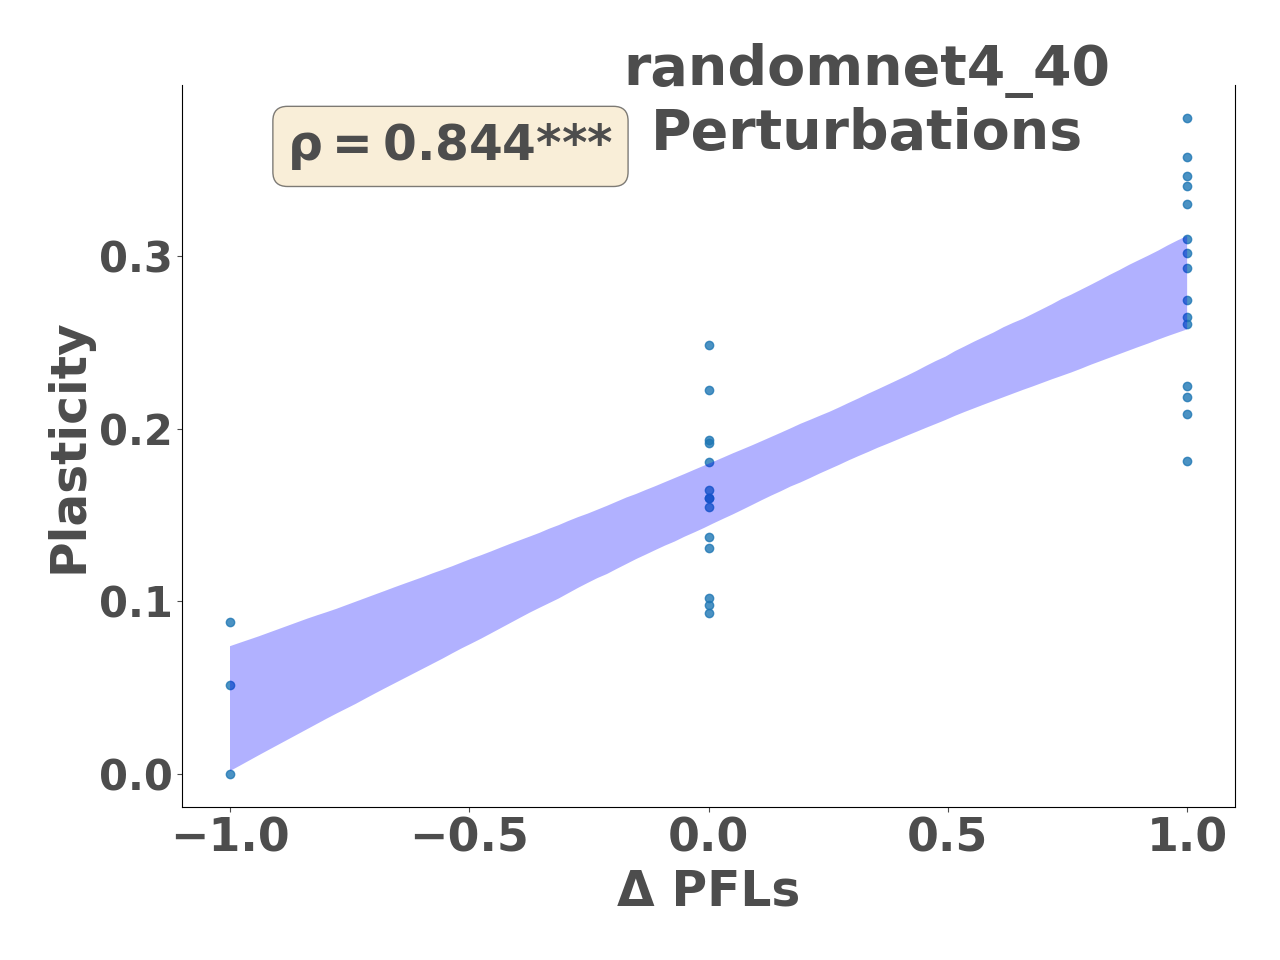 randomnet4_40
Perturbations
ρ = 0.844***
Plasticity
0.3
0.2
0.1
0.0
−1.0
−0.5
0.0
0.5
1.0
Δ PFLs